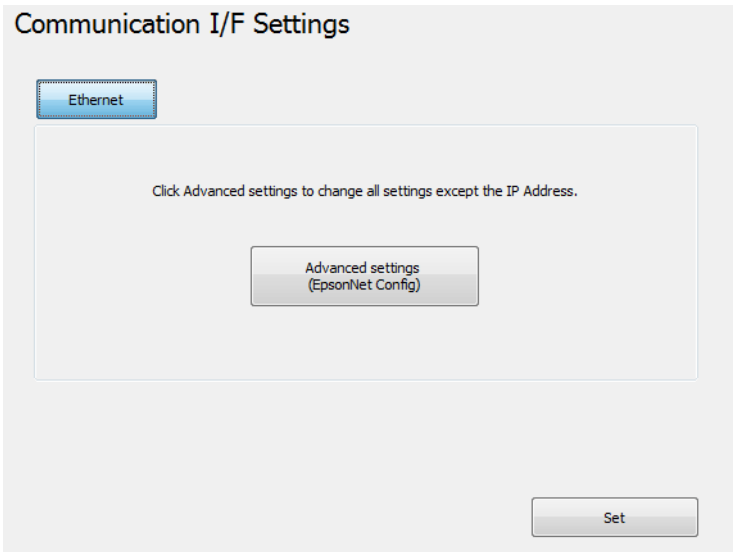 Communication I/F Settings
Ethernet
Click Advanced settings to change all settings except the IP Address.
Advanced settings
(EpsonNet Config)
Set